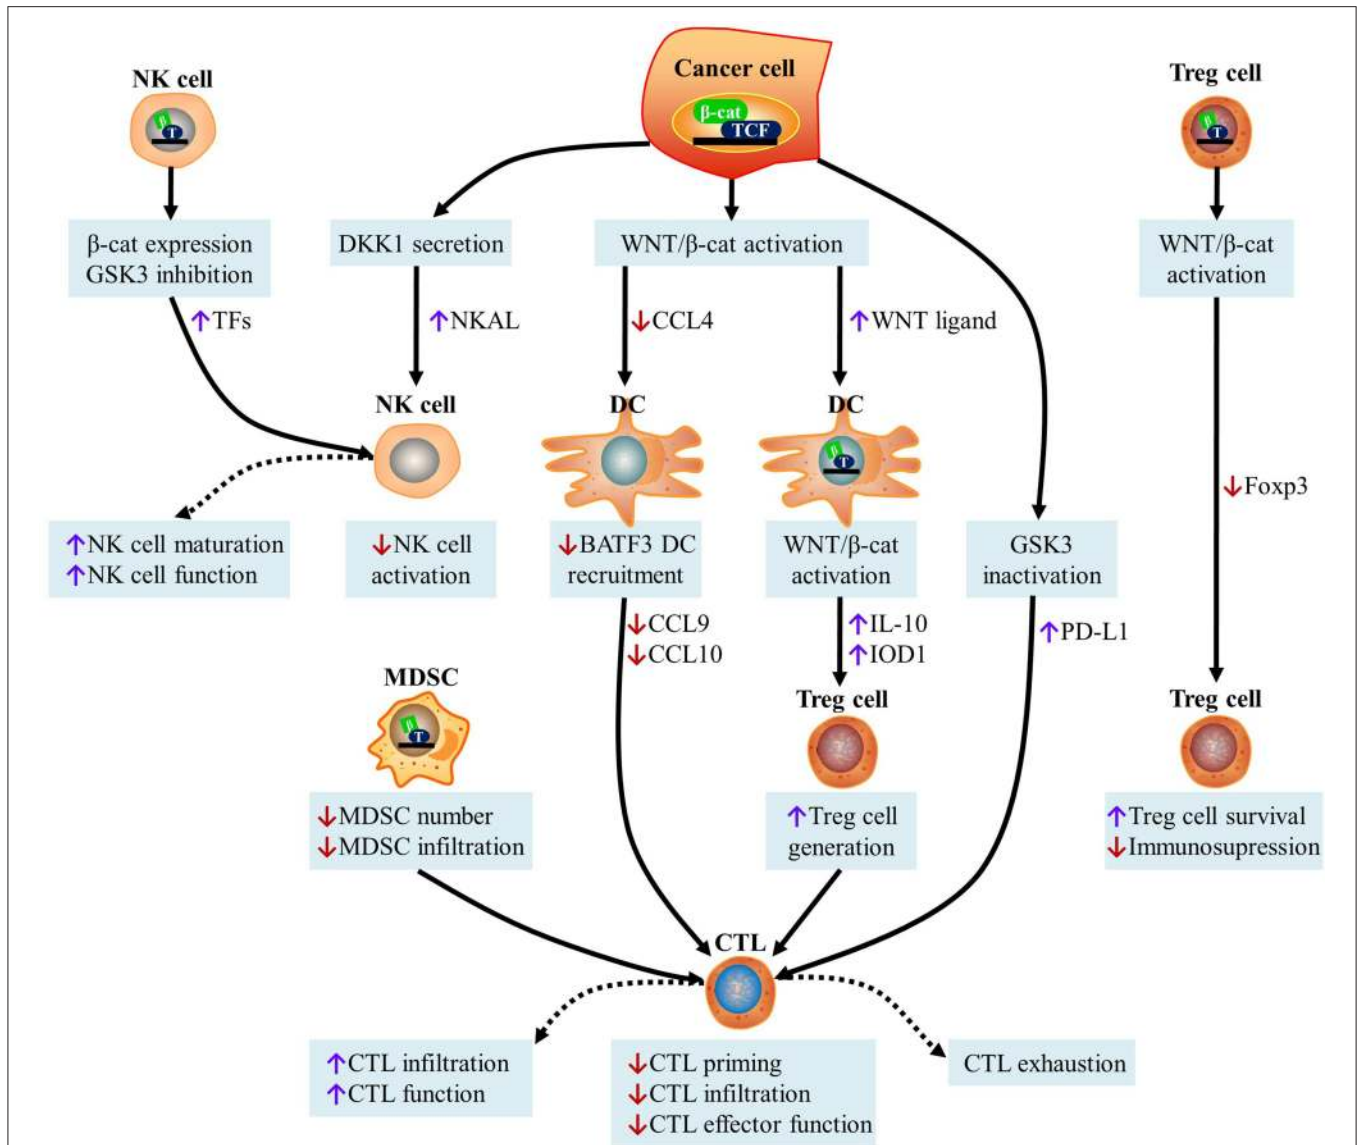 NK cell
Cancer cell
Treg cell
β
T
β-cat
TCF
β
T
β-cat expression
GSK3 inhibition
DKK1 secretion
WNT/β-cat activation
WNT/β-cat
activation
↑TFs
↑NKAL
↓CCL4
↑WNT ligand
NK cell
DC
DC
β
T
↓Foxp3
↑NK cell maturation
↑NK cell function
↓NK cell
activation
↓BATF3 DC
recruitment
WNT/β-cat
activation
GSK3
inactivation
↓CCL9
↓CCL10
↑IL-10
↑IOD1
↑PD-L1
MDSC
β
T
Treg cell
Treg cell
↓MDSC number
↓MDSC infiltration
↑Treg cell
generation
↑Treg cell survival
↓Immunosupression
CTL
↑CTL infiltration
↑CTL function
↓CTL priming
↓CTL infiltration
↓CTL effector function
CTL exhaustion